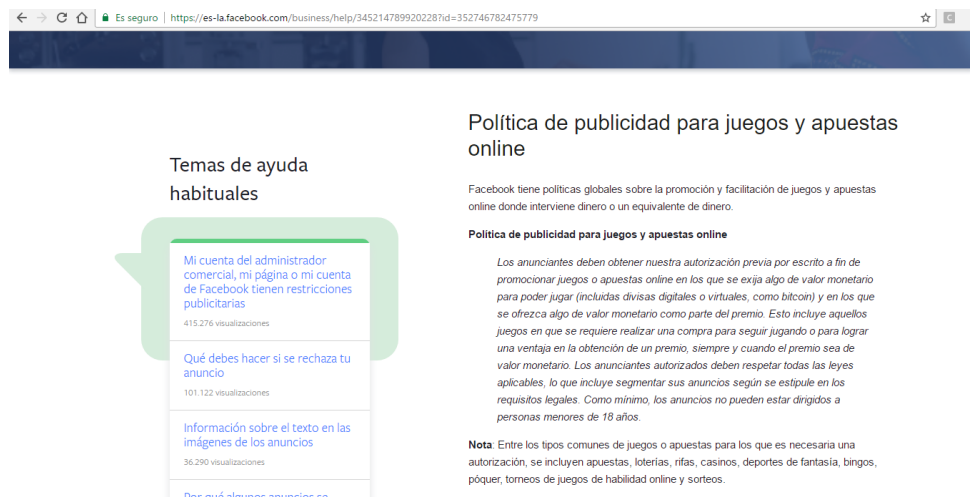 Es seguro | https://es-la.facebook.com/business/help/345214789920228?id=352746782475779
C
Temas de ayuda
habituales
Mi cuenta del administrador
comercial, mi página o mi cuenta
de Facebook tienen restricciones
publicitarias
415.276 visualizaciones
Qué debes hacer si se rechaza tu
anuncio
101.122 visualizaciones
Información sobre el texto en las
imágenes de los anuncios
36.290 visualizaciones
Por qué algunos anuncios se
Política de publicidad para juegos y apuestas
online
Facebook tiene políticas globales sobre la promoción y facilitación de juegos y apuestas
online donde interviene dinero o un equivalente de dinero.
Política de publicidad para juegos y apuestas online
Los anunciantes deben obtener nuestra autorización previa por escrito a fin de
promocionar juegos o apuestas online en los que se exija algo de valor monetario
para poder jugar (incluidas divisas digitales o virtuales, como bitcoin) y en los que
se ofrezca algo de valor monetario como parte del premio. Esto incluye aquellos
juegos en que se requiere realizar una compra para seguir jugando o para lograr
una ventaja en la obtención de un premio, siempre y cuando el premio sea de
valor monetario. Los anunciantes autorizados deben respetar todas las leyes
aplicables, lo que incluye segmentar sus anuncios según se estipule en los
requisitos legales. Como mínimo, los anuncios no pueden estar dirigidos a
personas menores de 18 años.
Nota: Entre los tipos comunes de juegos o apuestas para los que es necesaria una
autorización, se incluyen apuestas, loterías, rifas, casinos, deportes de fantasía, bingos,
póquer, torneos de juegos de habilidad online y sorteos.